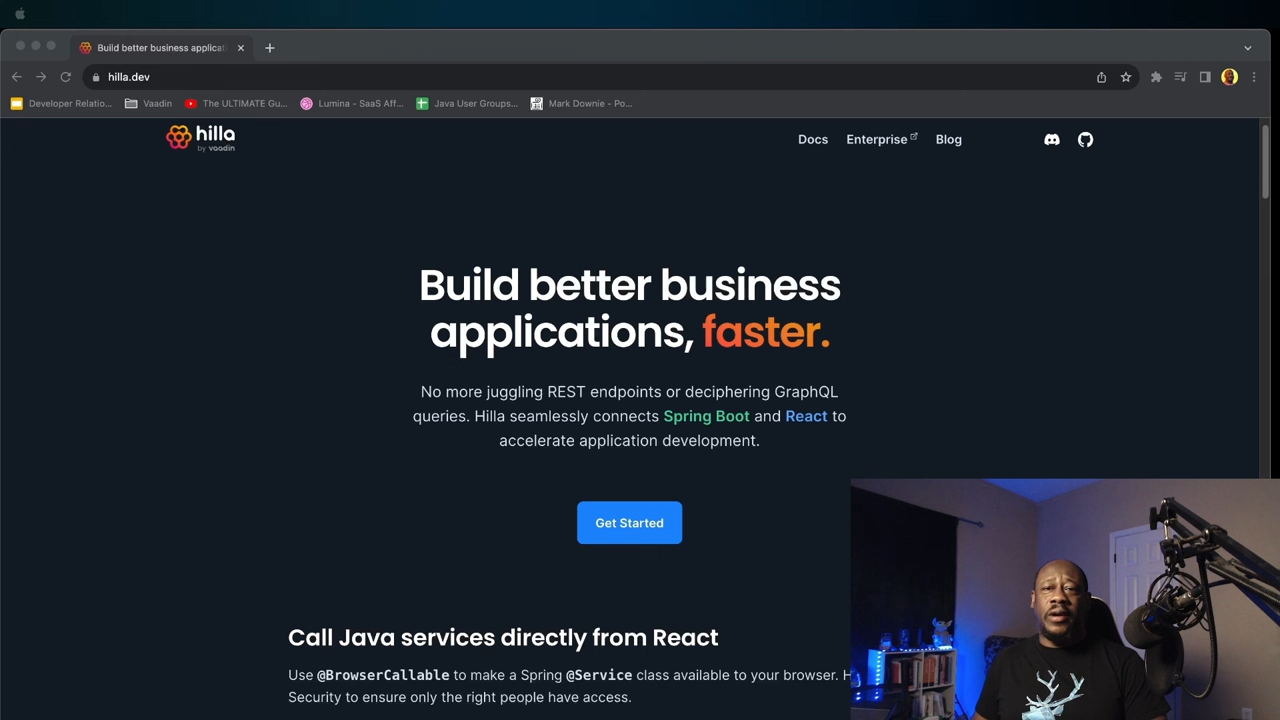 Build better business applicat
hilla.dev
Developer Relatio...
Vaadin
The ULTIMATE Gu...
Lumina - SaaS Aff...
Java User Groups...
Mark Downie - Po...
hilla
by vaadin
Docs
Enterprise
Blog
Build better business
applications, faster.
No more juggling REST endpoints or deciphering GraphQL
queries. Hilla seamlessly connects Spring Boot and React to
accelerate application development.
Get Started
Call Java services directly from React
Use @BrowserCallable to make a Spring @Service class available to your browser. H
Security to ensure only the right people have access.